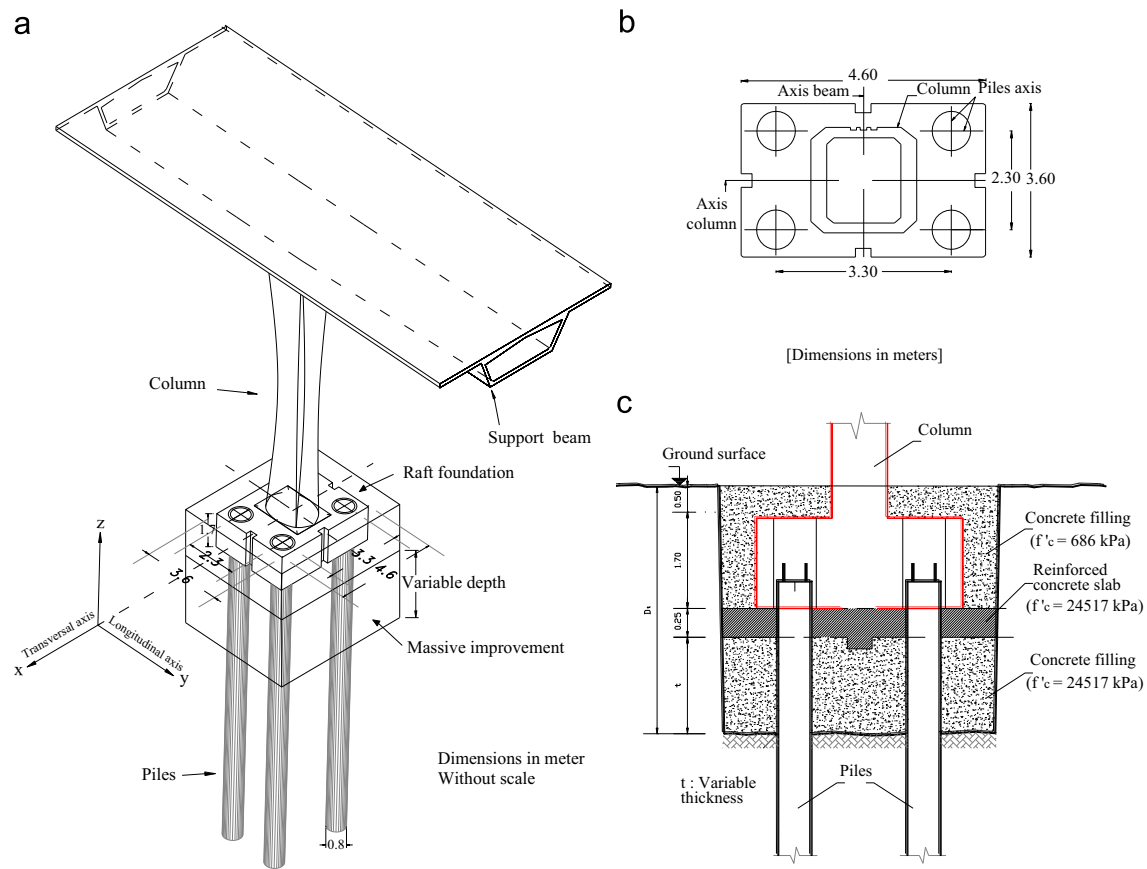 a
Column
Support beam
Raft foundation
1.7
z
2.3
3,6
3.3
4.6
Variable depth
Transversal axis
Longitudinal axis
x
y
Massive improvement
Piles
Dimensions in meter
Without scale
0.8
b
4.60
Axis beam
Column
Piles axis
2.30
3.60
Axis
column
3.30
[Dimensions in meters]
c
Column
Ground surface
0.50
Concrete filling
(f 'c = 686 kPa)
1.70
Reinforced
concrete slab
(f 'c = 24517 kPa)
0.25
Concrete filling
(f 'c = 24517 kPa)
t
t : Variable
thickness
Piles